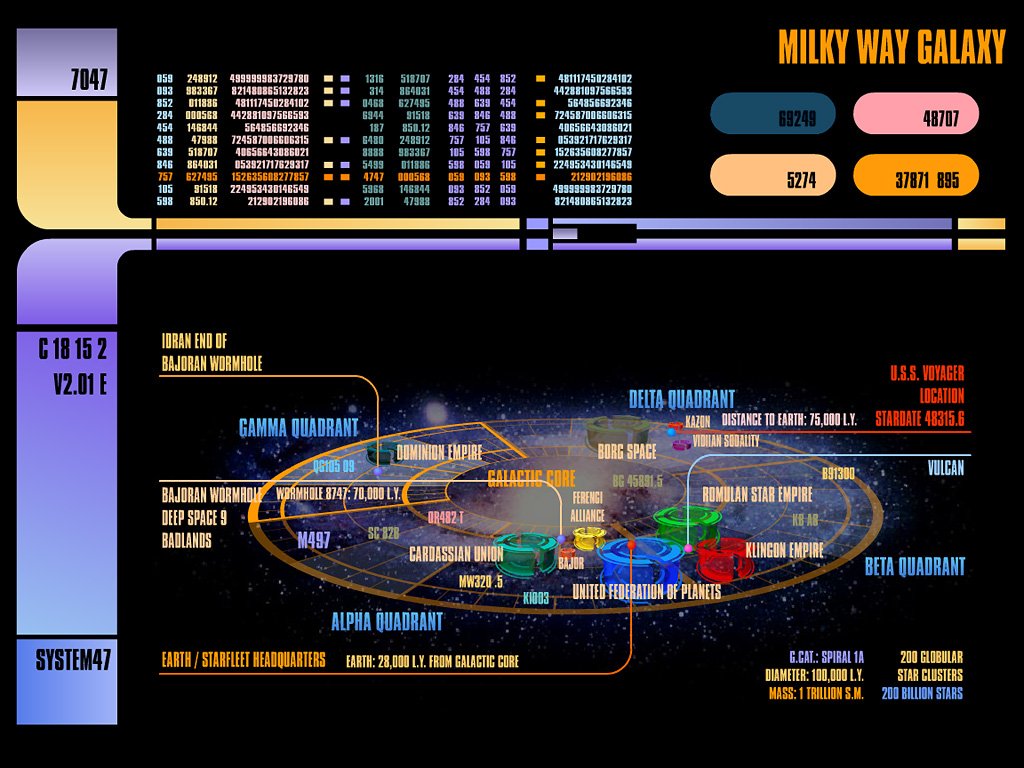 MILKY WAY GALAXY
7047
059 248912 499999983729780 1316 518707 284 454 852 481117450284102
093 983367 821480865132823 314 864031 454 488 284 442881097566593
852 011886 481117450284102 0468 627495 488 639 454 564856692346
284 000568 442881097566593 6944 91518 639 846 488 724587006606315
454 146844 564856692346 187 850.12 846 757 639 40656643086021
488 47988 724587006606315 6480 248912 757 105 846 053921717629317
639 518707 40656643086021 8888 983367 105 598 757 152635608277857
846 864031 053921717629317 5499 011886 598 059 105 224953430146549
757 627495 152635608277857 4747 000568 059 093 598 212902196086
105 91518 224953430146549 5968 146844 093 852 059 499999983729780
598 850.12 212902196086 2001 47988 852 284 093 821480865132823
69249 48707
5274 37871 895
C 18 15 2
V2.01 E
SYSTEM47
IDRAN END OF
BAJORAN WORMHOLE
GAMMA QUADRANT
QG105 09
DOMINION EMPIRE
DELTA QUADRANT
KAZON
VIDIIAN SODALITY
DISTANCE TO EARTH: 75,000 L.Y.
U.S.S. VOYAGER
LOCATION
STARDATE 48315.6
BORG SPACE
BG 45891 5
GALACTIC CORE
VULCAN
B91300
BAJORAN WORMHOLE
DEEP SPACE 9
BADLANDS
WORMHOLE 8747: 70,000 L.Y.
FERENGI
ALLIANCE
ROMULAN STAR EMPIRE
OR482 T
KB AB
SC 82B
M497
CARDASSIAN UNION
BAJOR
KLINGON EMPIRE
BETA QUADRANT
MW320 .5
UNITED FEDERATION OF PLANETS
KI003
ALPHA QUADRANT
EARTH / STARFLEET HEADQUARTERS
EARTH: 28,000 L.Y. FROM GALACTIC CORE
G.CAT.: SPIRAL 1A
DIAMETER: 100,000 L.Y.
MASS: 1 TRILLION S.M.
200 GLOBULAR
STAR CLUSTERS
200 BILLION STARS